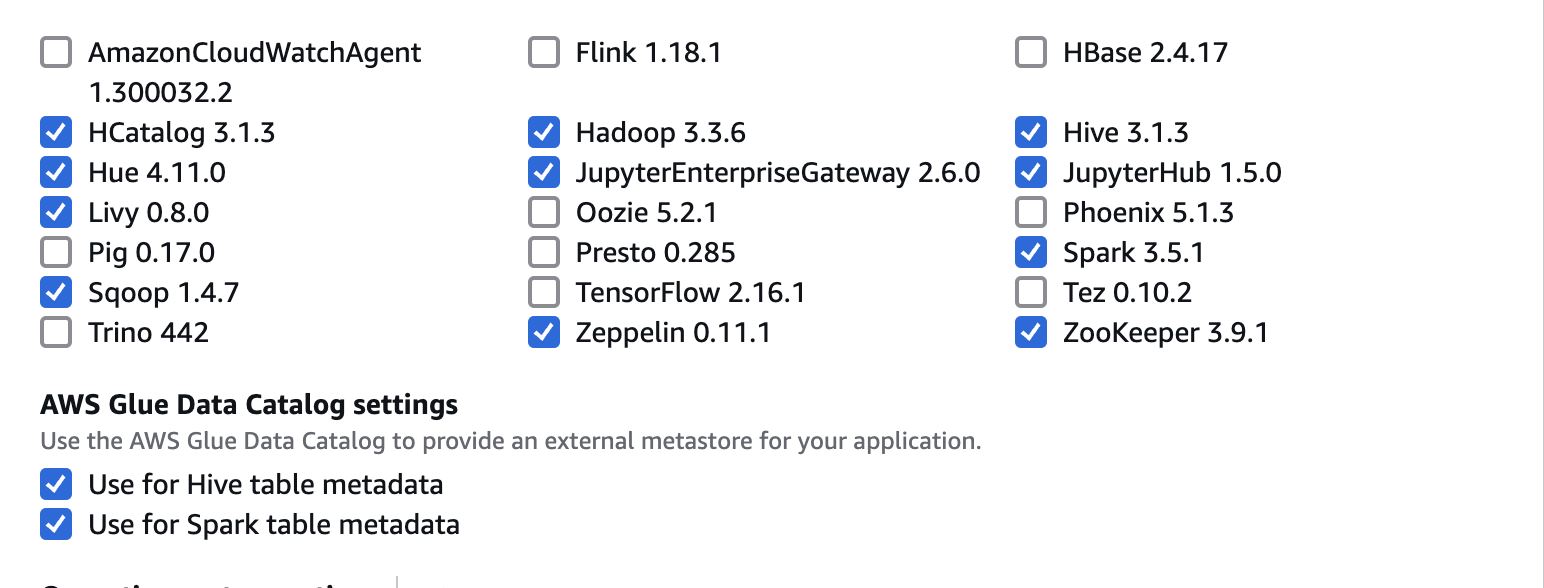 AmazonCloudWatchAgent 1.300032.2
Flink 1.18.1
HBase 2.4.17
HCatalog 3.1.3
Hadoop 3.3.6
Hive 3.1.3
Hue 4.11.0
JupyterEnterpriseGateway 2.6.0
JupyterHub 1.5.0
Livy 0.8.0
Oozie 5.2.1
Phoenix 5.1.3
Pig 0.17.0
Presto 0.285
Spark 3.5.1
Sqoop 1.4.7
TensorFlow 2.16.1
Tez 0.10.2
Trino 442
Zeppelin 0.11.1
ZooKeeper 3.9.1
AWS Glue Data Catalog settings
Use the AWS Glue Data Catalog to provide an external metastore for your application.
Use for Hive table metadata
Use for Spark table metadata